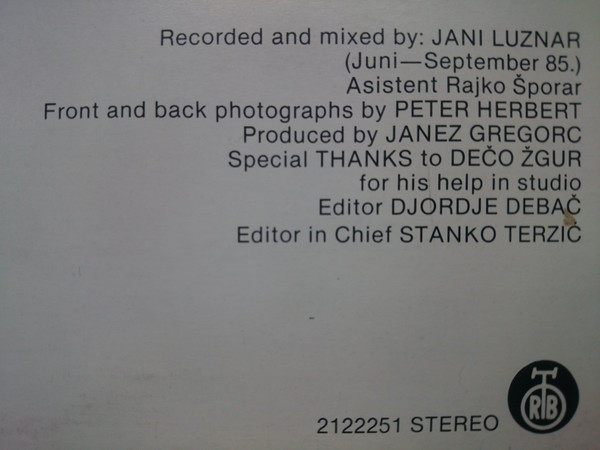 Recorded and mixed by: JANI LUZNAR
(Juni—September 85.)
Asistent Rajko Šporar
Front and back photographs by PETER HERBERT
Produced by JANEZ GREGORC
Special THANKS to DEČO ŽGUR
for his help in studio
Editor DJORDJE DEBAČ
Editor in Chief STANKO TERZIČ
2122251 STEREO
RTB